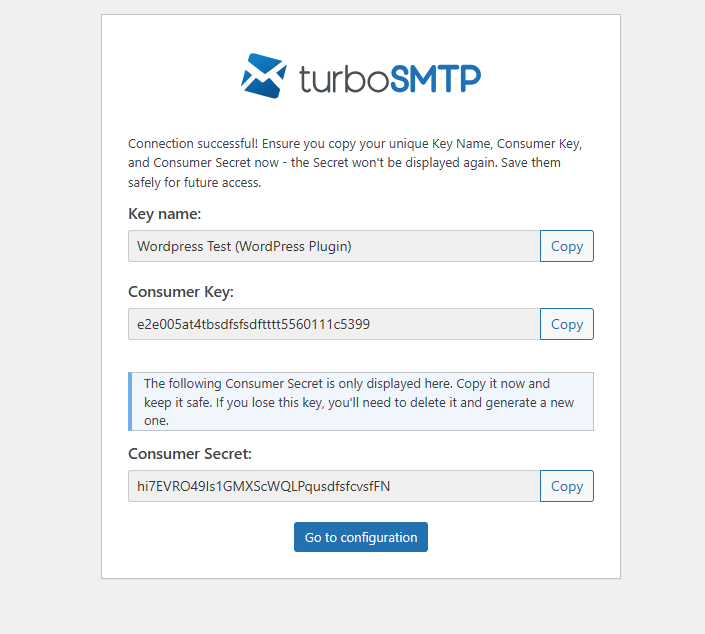 turboSMTP
Connection successful! Ensure you copy your unique Key Name, Consumer Key,
and Consumer Secret now - the Secret won't be displayed again. Save them
safely for future access.
Key name:
Wordpress Test (WordPress Plugin) Copy
Consumer Key:
e2e005at4tbsdfsfsdftttt5560111c5399 Copy
The following Consumer Secret is only displayed here. Copy it now and
keep it safe. If you lose this key, you'll need to delete it and generate a new
one.
Consumer Secret:
hi7EVRO49Is1GMXScWQLPqusdfsfcvsfFN Copy
Go to configuration